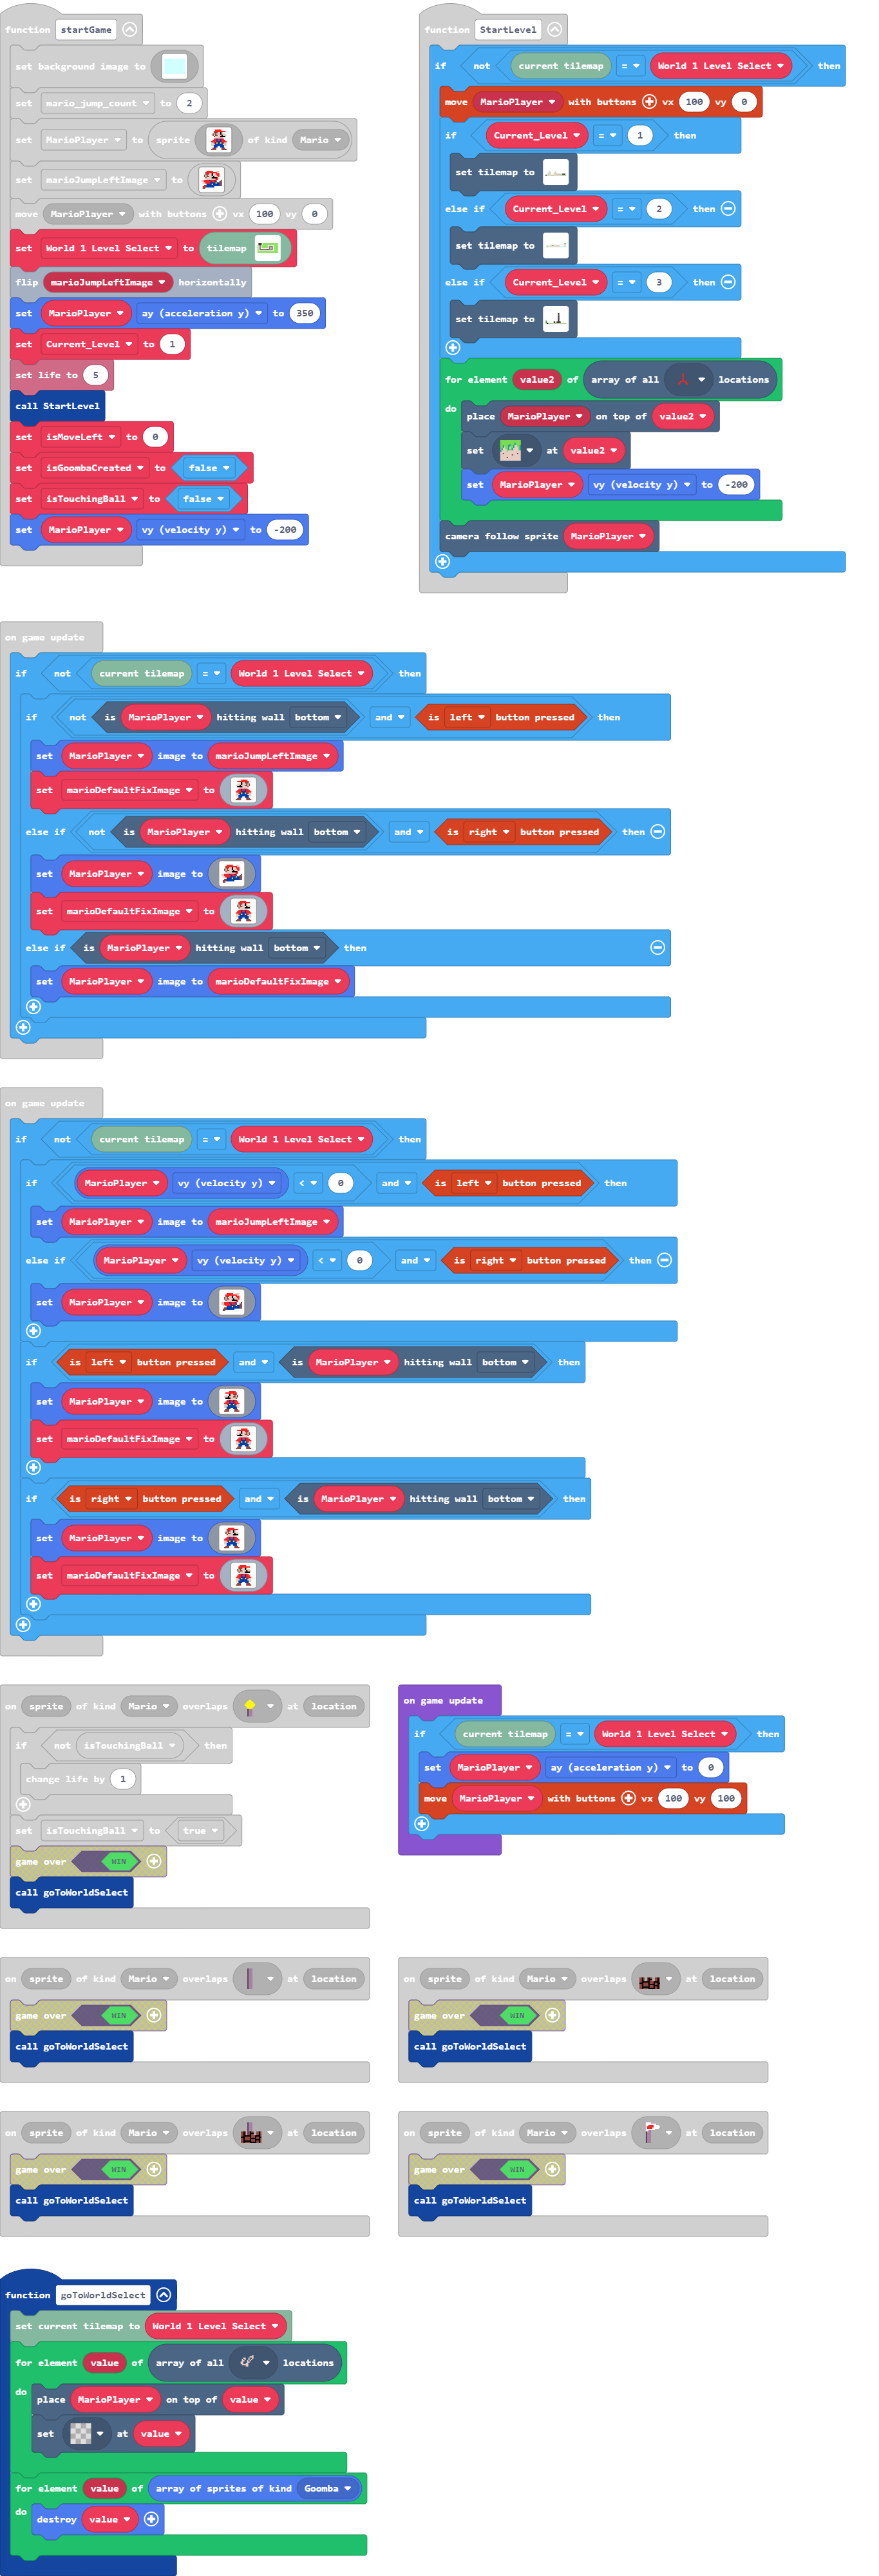 function startGame
set background image to
set mario_jump_count to 2
set MarioPlayer to sprite of kind Mario
set marioJumpLeftImage to
move MarioPlayer with buttons vx 100 vy 0
set World 1 Level Select to tilemap
flip marioJumpLeftImage horizontally
set MarioPlayer ay (acceleration y) to 350
set Current_Level to 1
set life to 5
call StartLevel
set isMoveLeft to 0
set isGoombaCreated to false
set isTouchingBall to false
set MarioPlayer vy (velocity y) to -200
function StartLevel
if not current tilemap = World 1 Level Select then
move MarioPlayer with buttons vx 100 vy 0
if Current_Level = 1 then
set tilemap to
else if Current_Level = 2 then
set tilemap to
else if Current_Level = 3 then
set tilemap to
for element value2 of array of all locations
do place MarioPlayer on top of value2
set at value2
set MarioPlayer vy (velocity y) to -200
camera follow sprite MarioPlayer
on game update
if not current tilemap = World 1 Level Select then
if not is MarioPlayer hitting wall bottom and is left button pressed then
set MarioPlayer image to marioJumpLeftImage
set marioDefaultFixImage to
else if not is MarioPlayer hitting wall bottom and is right button pressed then
set MarioPlayer image to
set marioDefaultFixImage to
else if is MarioPlayer hitting wall bottom then
set MarioPlayer image to marioDefaultFixImage
on game update
if not current tilemap = World 1 Level Select then
if MarioPlayer vy (velocity y) < 0 and is left button pressed then
set MarioPlayer image to marioJumpLeftImage
else if MarioPlayer vy (velocity y) < 0 and is right button pressed then
set MarioPlayer image to
if is left button pressed and is MarioPlayer hitting wall bottom then
set MarioPlayer image to
set marioDefaultFixImage to
if is right button pressed and is MarioPlayer hitting wall bottom then
set MarioPlayer image to
set marioDefaultFixImage to
on sprite of kind Mario overlaps at location
if not isTouchingBall then
change life by 1
set isTouchingBall to true
game over WIN
call goToWorldSelect
on game update
if current tilemap = World 1 Level Select then
set MarioPlayer ay (acceleration y) to 0
move MarioPlayer with buttons vx 100 vy 100
on sprite of kind Mario overlaps at location
game over WIN
call goToWorldSelect
on sprite of kind Mario overlaps at location
game over WIN
call goToWorldSelect
on sprite of kind Mario overlaps at location
game over WIN
call goToWorldSelect
on sprite of kind Mario overlaps at location
game over WIN
call goToWorldSelect
function goToWorldSelect
set current tilemap to World 1 Level Select
for element value of array of all locations
do place MarioPlayer on top of value
set at value
for element value of array of sprites of kind Goomba
do destroy value